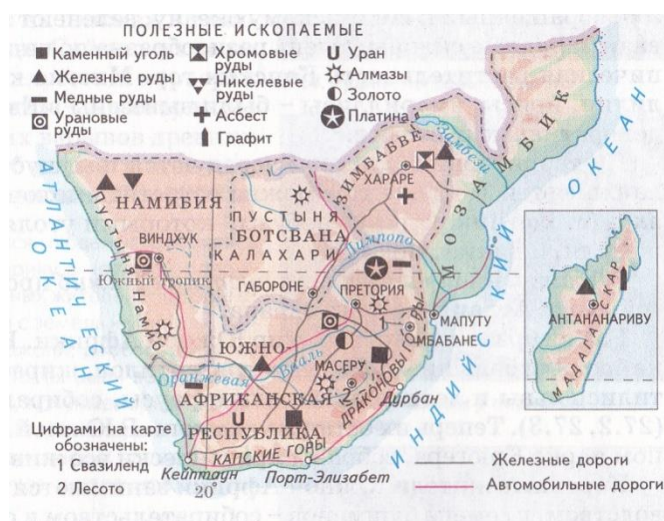 ПОЛЕЗНЫЕ ИСКОПАЕМЫЕ
Каменный уголь
Железные руды
Медные руды
Урановые
руды
Хромовые
руды
Никелевые
руды
Асбест
Графит
Уран
Алмазы
Золото
Платина
АТЛАНТИЧЕСКИЙ
ОКЕАН
ИНДИЙСКИЙ
ОКЕАН
НАМИБИЯ
ВИНДХУК
Пустыня
Намиб
Южный тропик
ПУСТЫНЯ
БОТСВАНА
КАЛАХАРИ
ГАБОРОНЕ
ЗИМБАБВЕ
ХАРАРЕ
Замбези
МОЗАМБИК
Лимпопо
ПРЕТОРИЯ
1
МАПУТУ
МБАБАНЕ
МАСЕРУ
2
ДРАКОНОВЫ
ГОРЫ
Дурбан
Вааль
Оранжевая
ЮЖНО-
АФРИКАНСКАЯ
РЕСПУБЛИКА
КАПСКИЕ ГОРЫ
Кейптаун
20°
Порт-Элизабет
АНТАНАНАРИВУ
МАДАГАСКАР
Цифрами на карте
обозначены:
1 Свазиленд
2 Лесото
Железные дороги
Автомобильные дороги